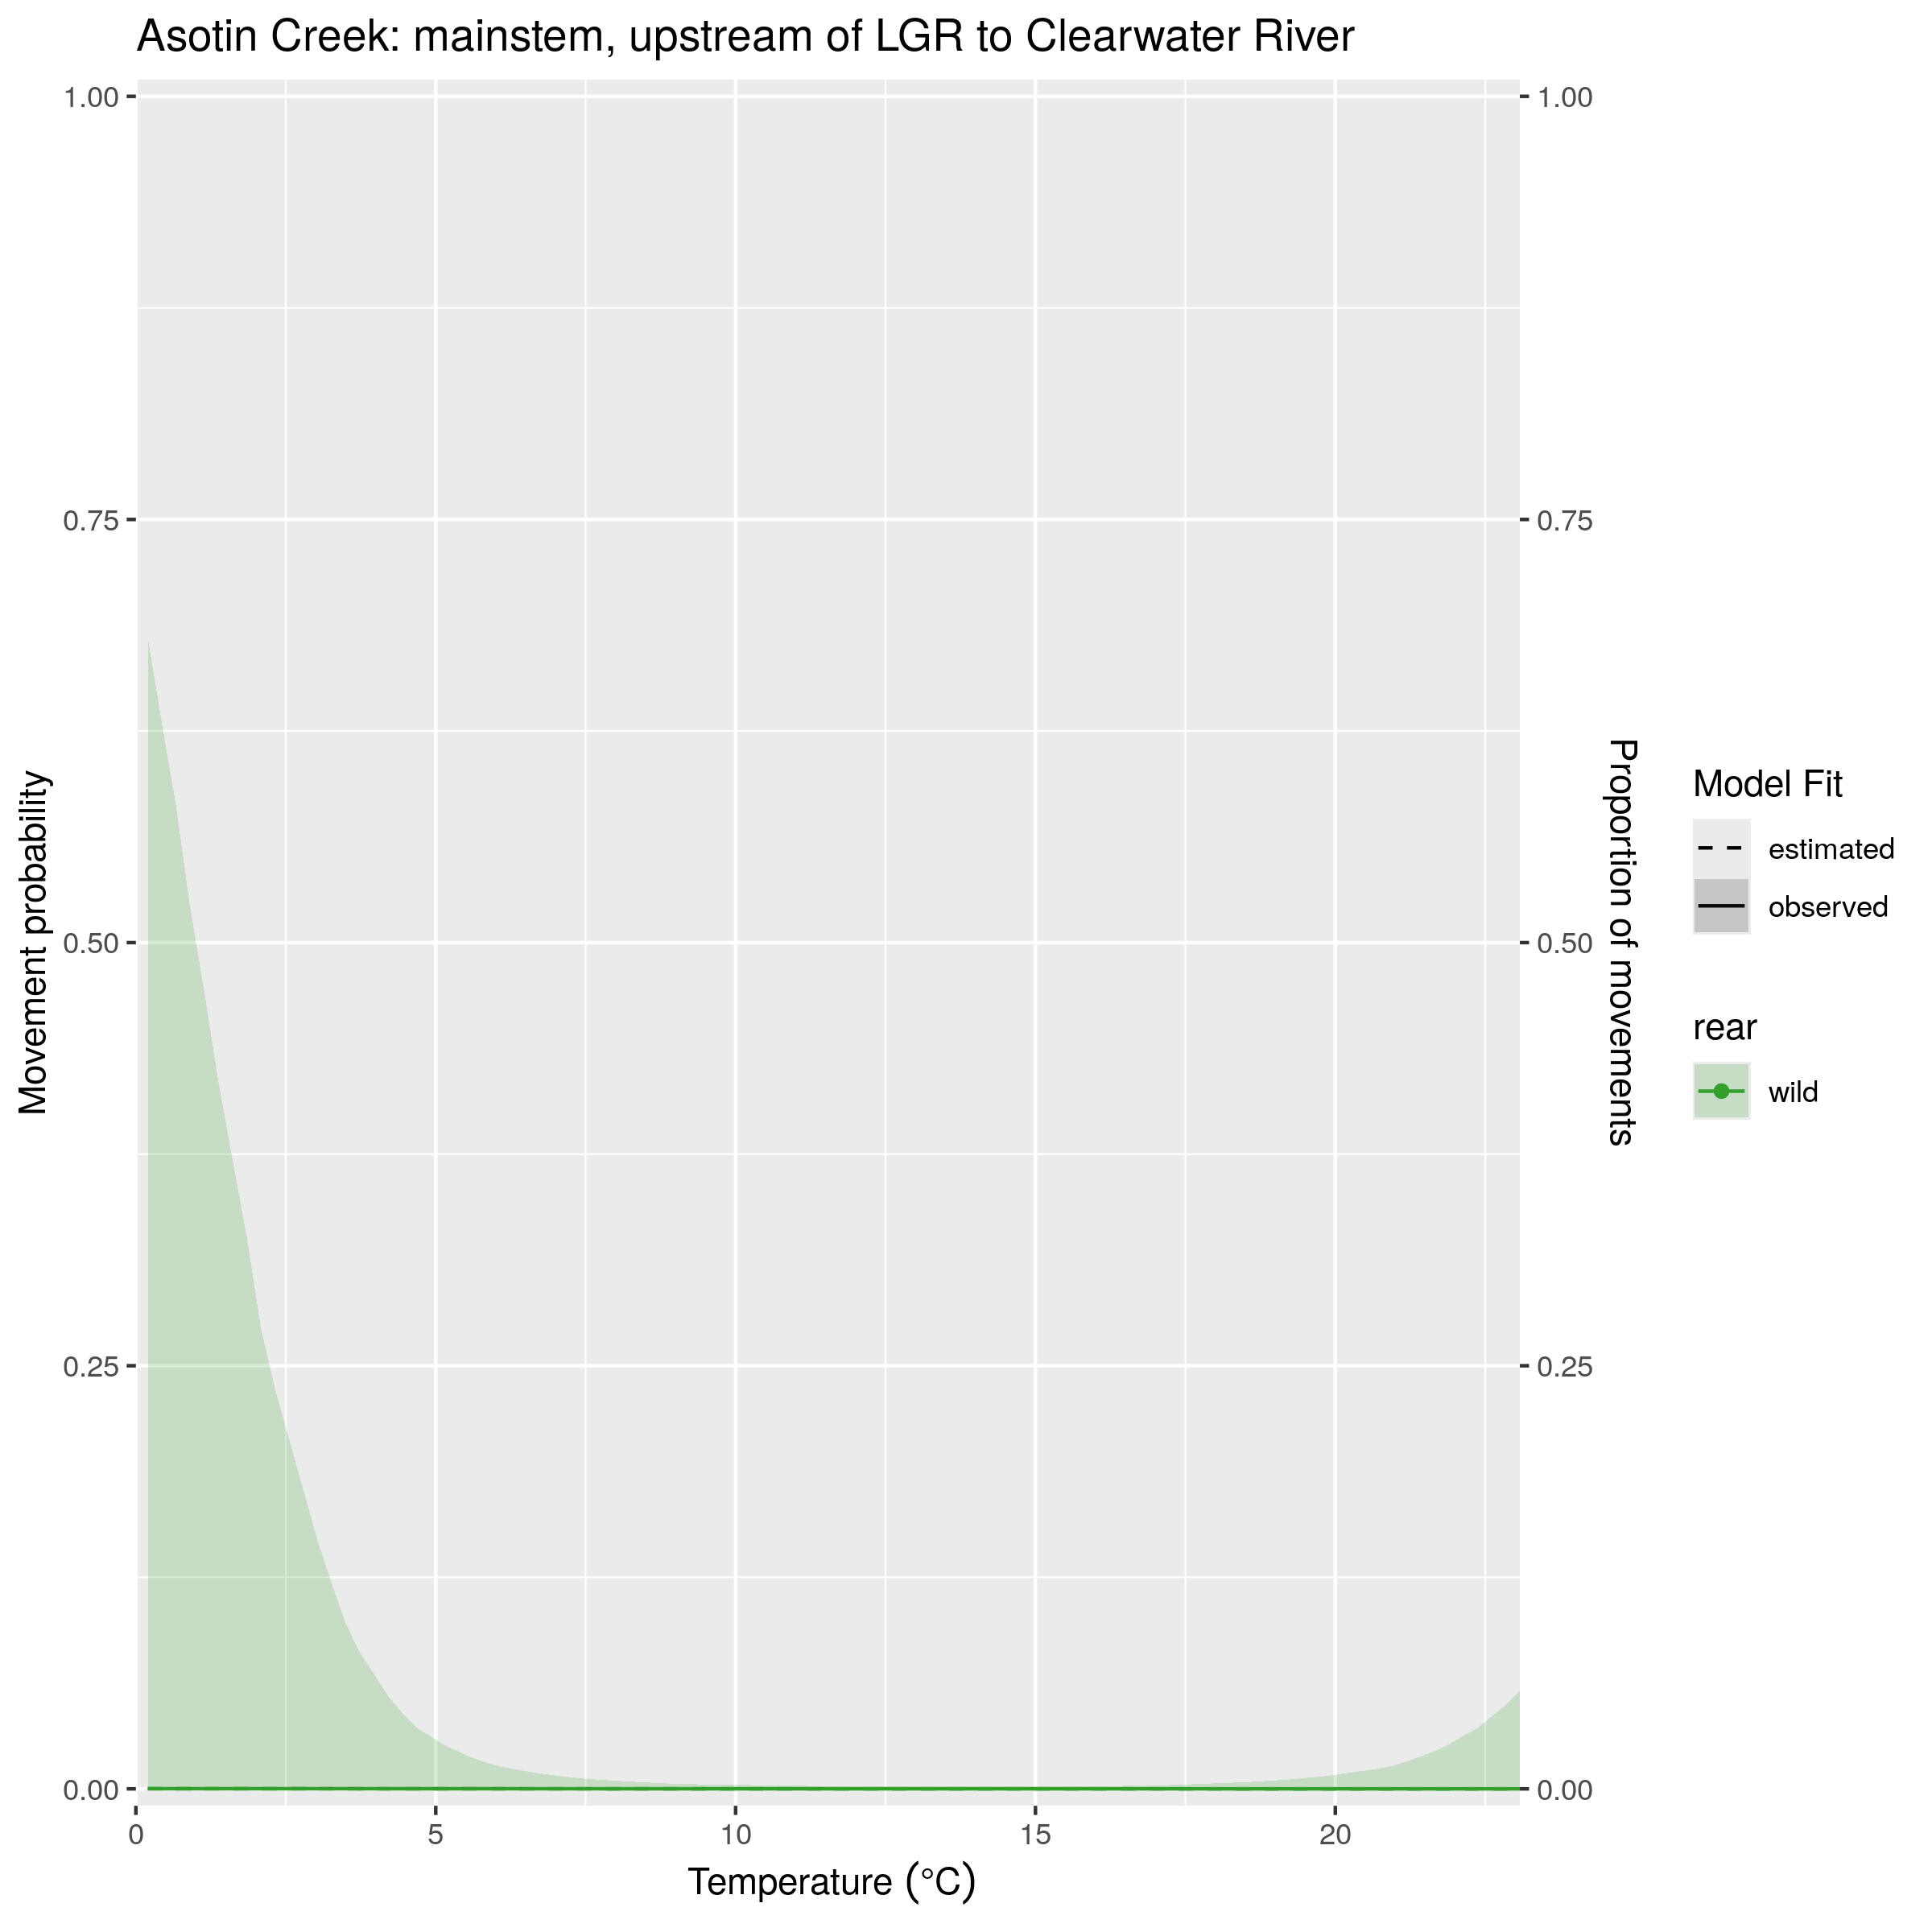 Asotin Creek: mainstem, upstream of LGR to Clearwater River
1.00
0.75
0.50
0.25
0.00
Movement probability
1.00
0.75
0.50
0.25
0.00
Proportion of movements
0
5
10
15
20
Temperature (°C)
Model Fit
estimated
observed
rear
wild